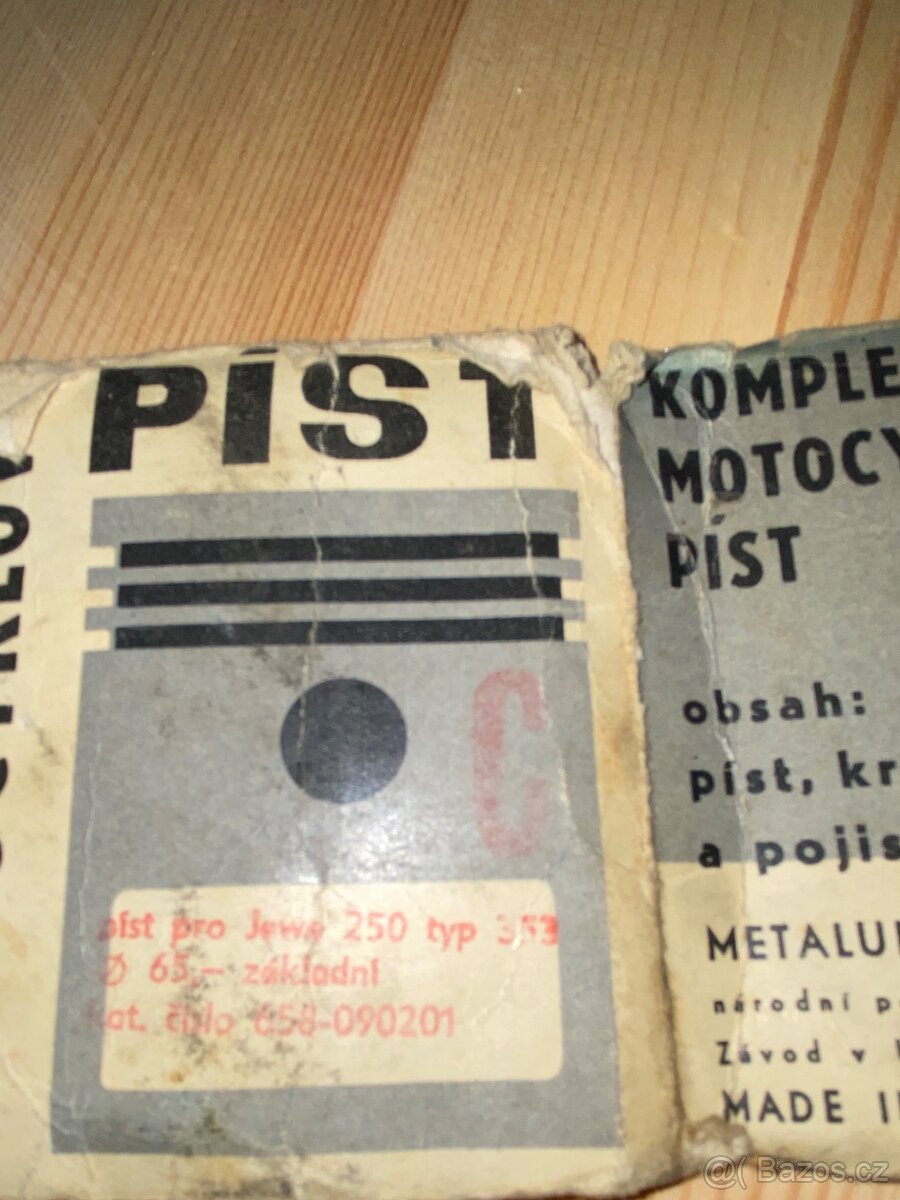 PÍST
C
píst pro Jawa 250 typ 353
Ø 65,- základní
kat. číslo 658-090201
KOMPLE
MOTOCY
PÍST
obsah:
píst, kr
a pojis
METALU
národní p
Závod v
MADE I
Bazos.cz